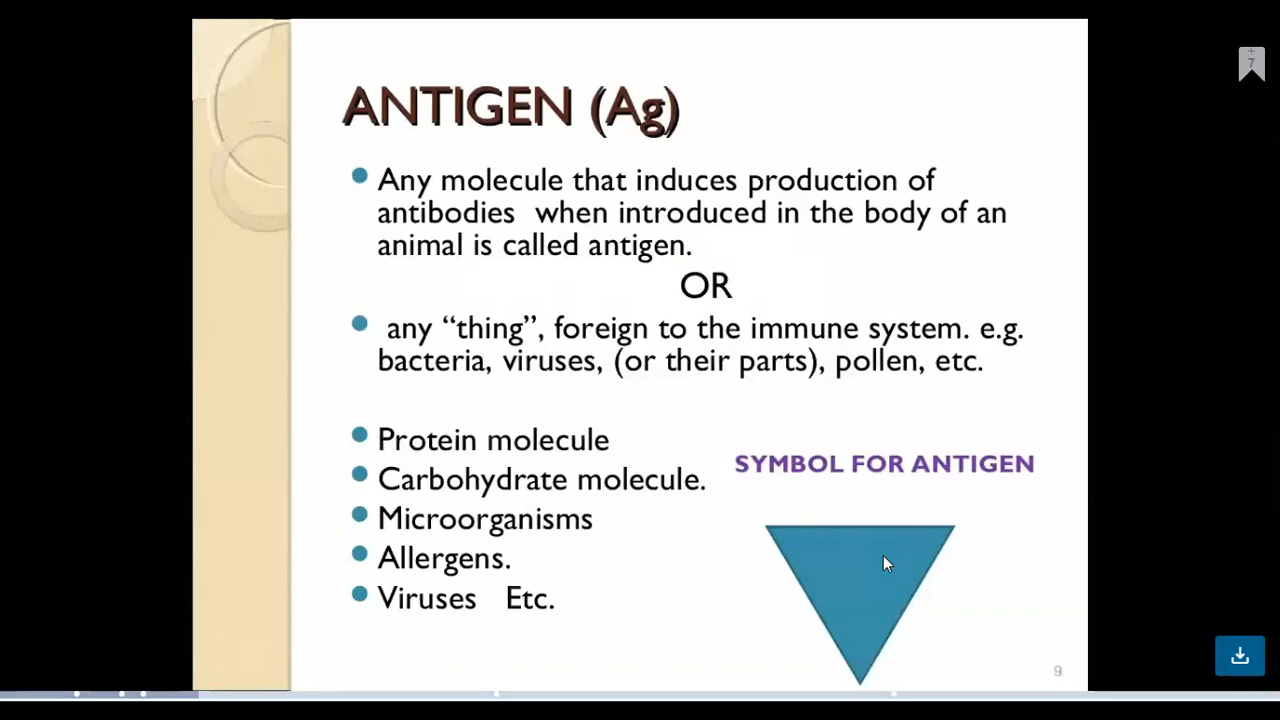 ANTIGEN (Ag)
Any molecule that induces production of
antibodies when introduced in the body of an
animal is called antigen.
OR
any “thing”, foreign to the immune system. e.g.
bacteria, viruses, (or their parts), pollen, etc.
Protein molecule
Carbohydrate molecule.
Microorganisms
Allergens.
Viruses Etc.
SYMBOL FOR ANTIGEN
9
+
7